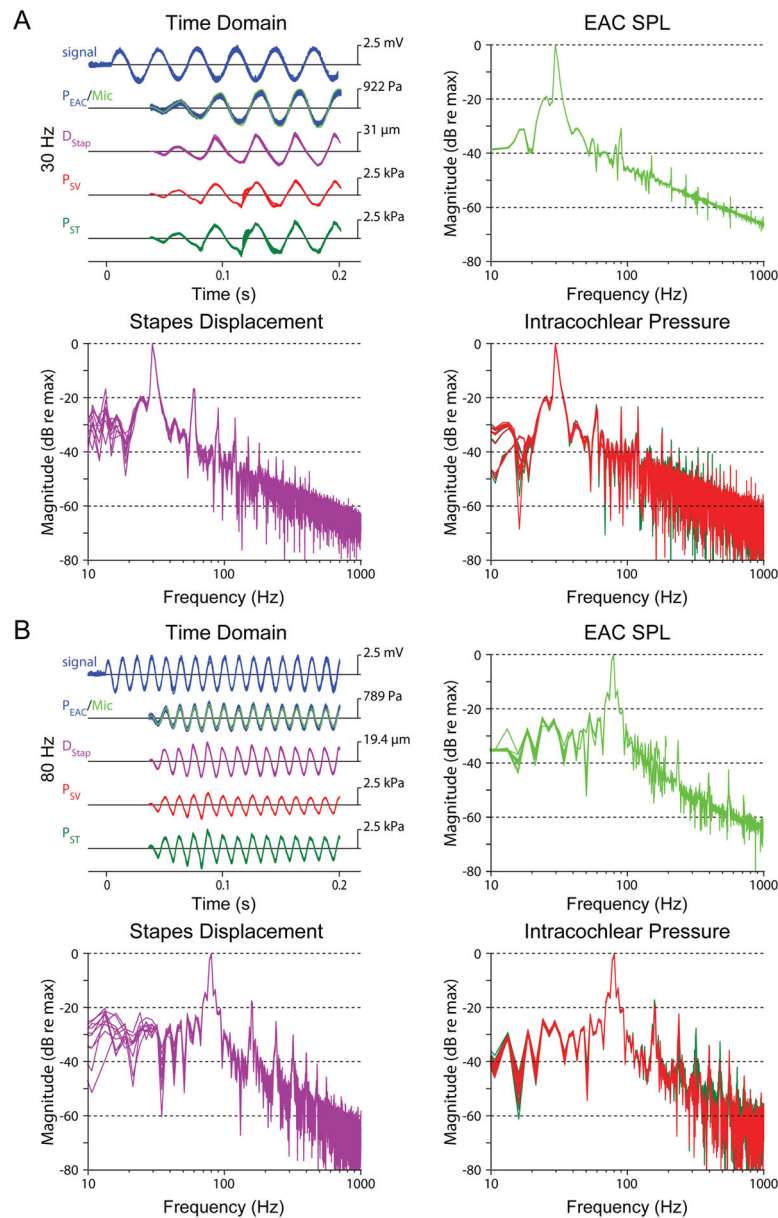 A
Time Domain
30 Hz
signal
2.5 mV
P_EAC/Mic
922 Pa
D_Stap
31 µm
P_SV
2.5 kPa
P_ST
2.5 kPa
0 0.1 0.2
Time (s)
EAC SPL
Magnitude (dB re max)
0
-20
-40
-60
-80
10 100 1000
Frequency (Hz)
Stapes Displacement
Magnitude (dB re max)
0
-20
-40
-60
-80
10 100 1000
Frequency (Hz)
Intracochlear Pressure
Magnitude (dB re max)
0
-20
-40
-60
-80
10 100 1000
Frequency (Hz)
B
Time Domain
80 Hz
signal
2.5 mV
P_EAC/Mic
789 Pa
D_Stap
19.4 µm
P_SV
2.5 kPa
P_ST
2.5 kPa
0 0.1 0.2
Time (s)
EAC SPL
Magnitude (dB re max)
0
-20
-40
-60
-80
10 100 1000
Frequency (Hz)
Stapes Displacement
Magnitude (dB re max)
0
-20
-40
-60
-80
10 100 1000
Frequency (Hz)
Intracochlear Pressure
Magnitude (dB re max)
0
-20
-40
-60
-80
10 100 1000
Frequency (Hz)